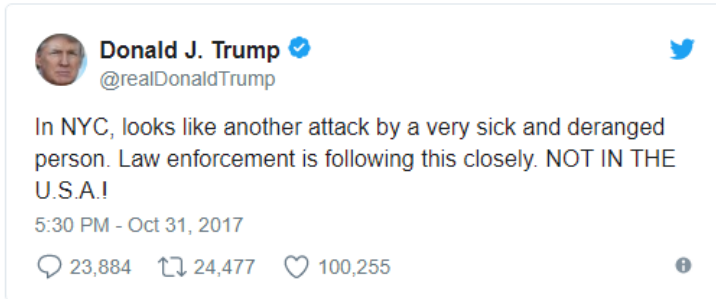 Donald J. Trump
@realDonaldTrump
In NYC, looks like another attack by a very sick and deranged
person. Law enforcement is following this closely. NOT IN THE
U.S.A.!
5:30 PM - Oct 31, 2017
23,884 24,477 100,255